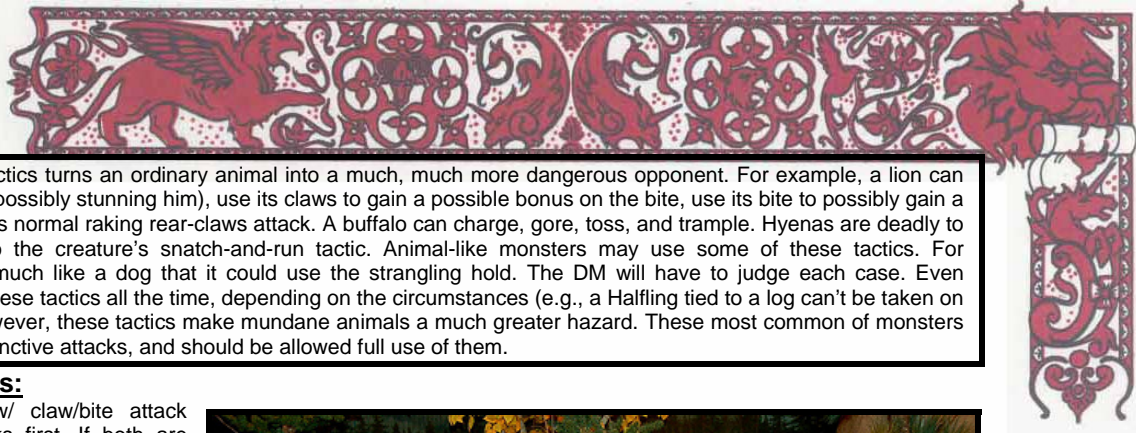 ctics turns an ordinary animal into a much, much more dangerous opponent. For example, a lion can
possibly stunning him), use its claws to gain a possible bonus on the bite, use its bite to possibly gain a
s normal raking rear-claws attack. A buffalo can charge, gore, toss, and trample. Hyenas are deadly to
o the creature's snatch-and-run tactic. Animal-like monsters may use some of these tactics. For
much like a dog that it could use the strangling hold. The DM will have to judge each case. Even
ese tactics all the time, depending on the circumstances (e.g., a Halfling tied to a log can't be taken on
wever, these tactics make mundane animals a much greater hazard. These most common of monsters
nctive attacks, and should be allowed full use of them.
s:
w/ claw/bite attack
s first. If both are